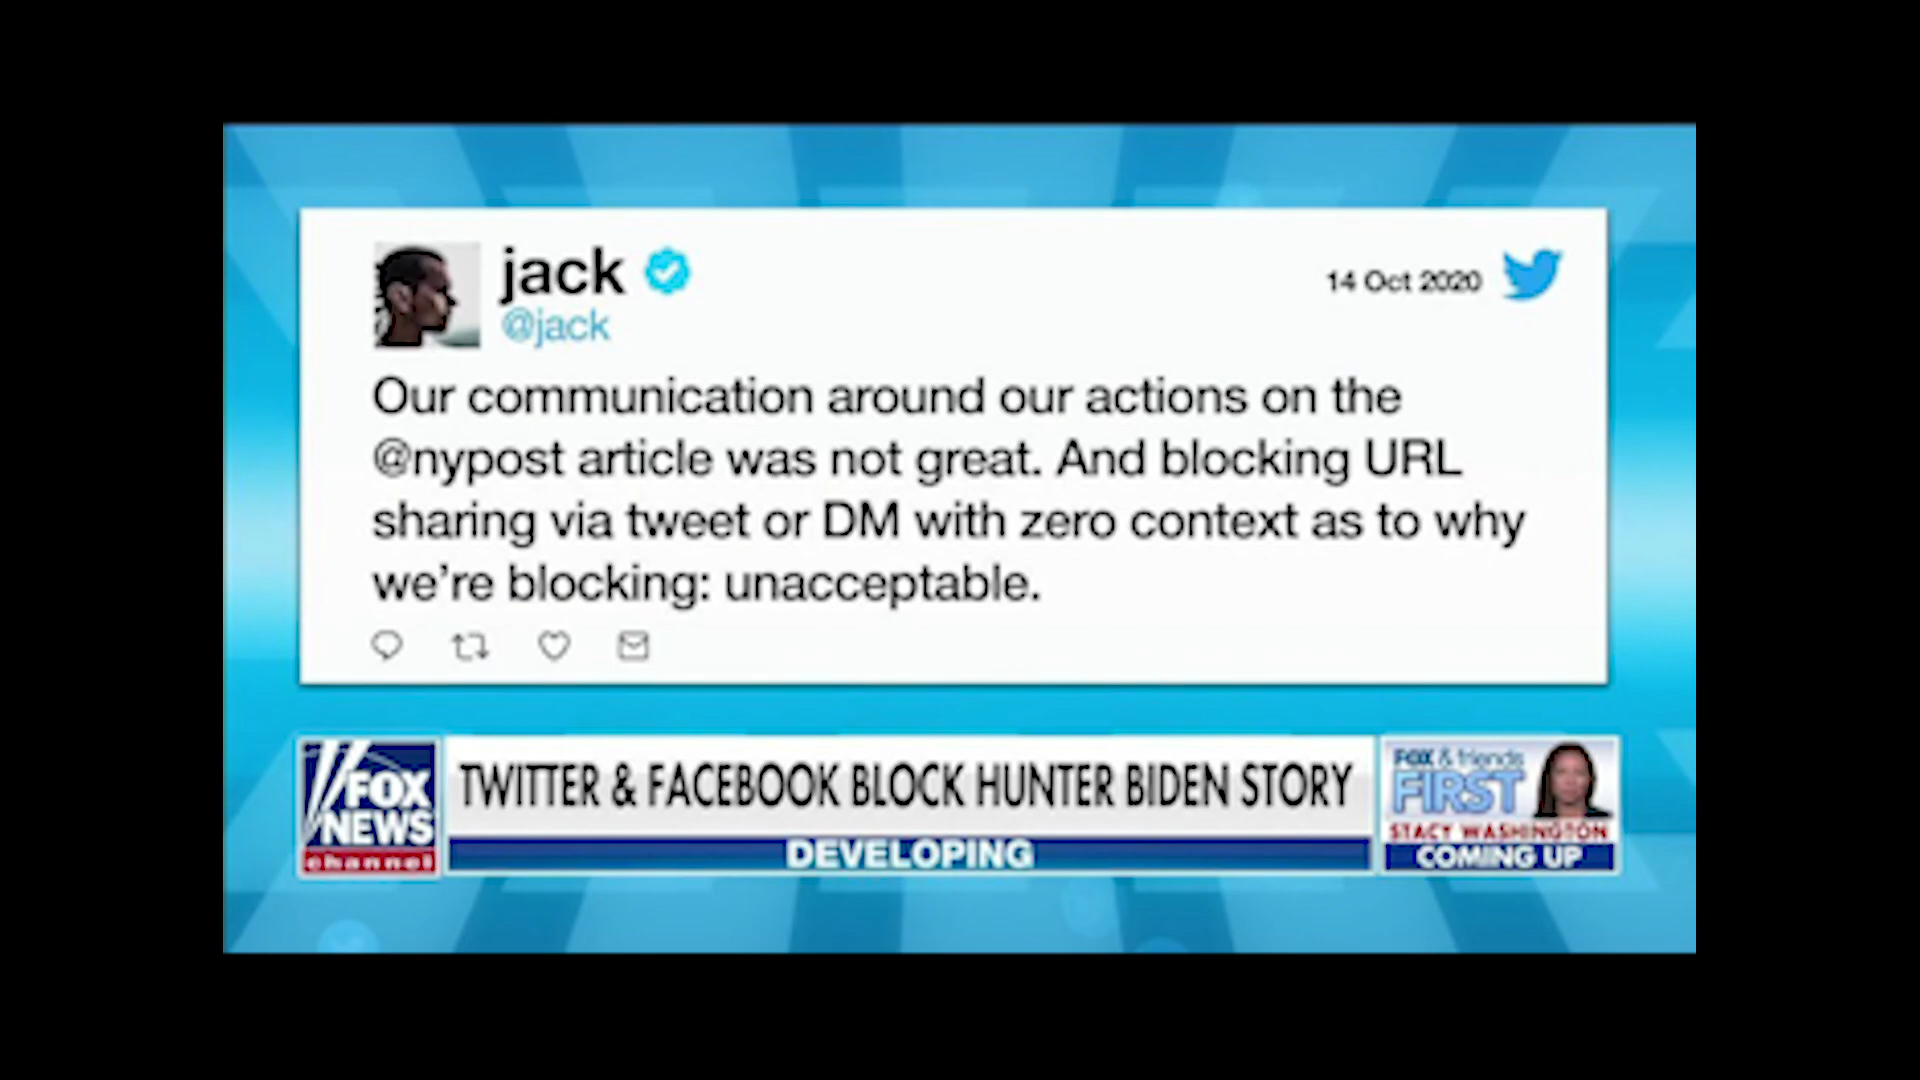 jack
@jack
14 Oct 2020
Our communication around our actions on the
@nypost article was not great. And blocking URL
sharing via tweet or DM with zero context as to why
we're blocking: unacceptable.
FOX
NEWS
channel
TWITTER & FACEBOOK BLOCK HUNTER BIDEN STORY
DEVELOPING
FOX & friends
FIRST
STACY WASHINGTON
COMING UP